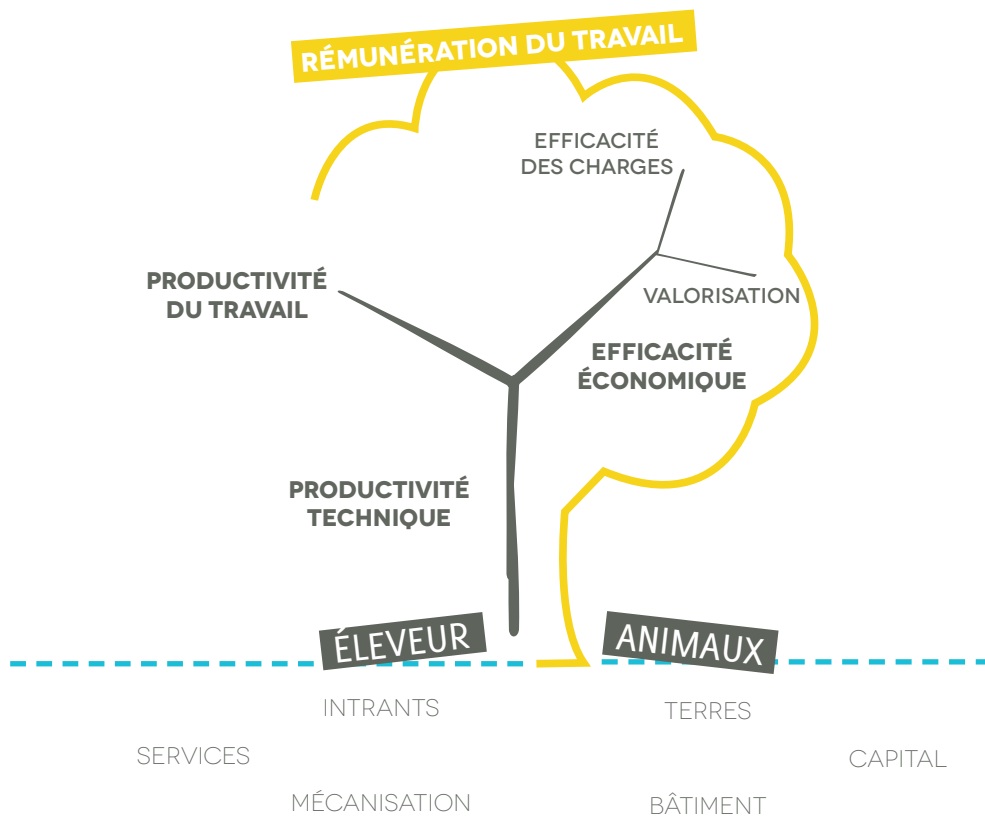 RÉMUNÉRATION DU TRAVAIL
EFFICACITÉ
DES CHARGES
PRODUCTIVITÉ
DU TRAVAIL
VALORISATION
EFFICACITÉ
ÉCONOMIQUE
PRODUCTIVITÉ
TECHNIQUE
ÉLEVEUR
ANIMAUX
INTRANTS
TERRES
SERVICES
CAPITAL
MÉCANISATION
BÂTIMENT